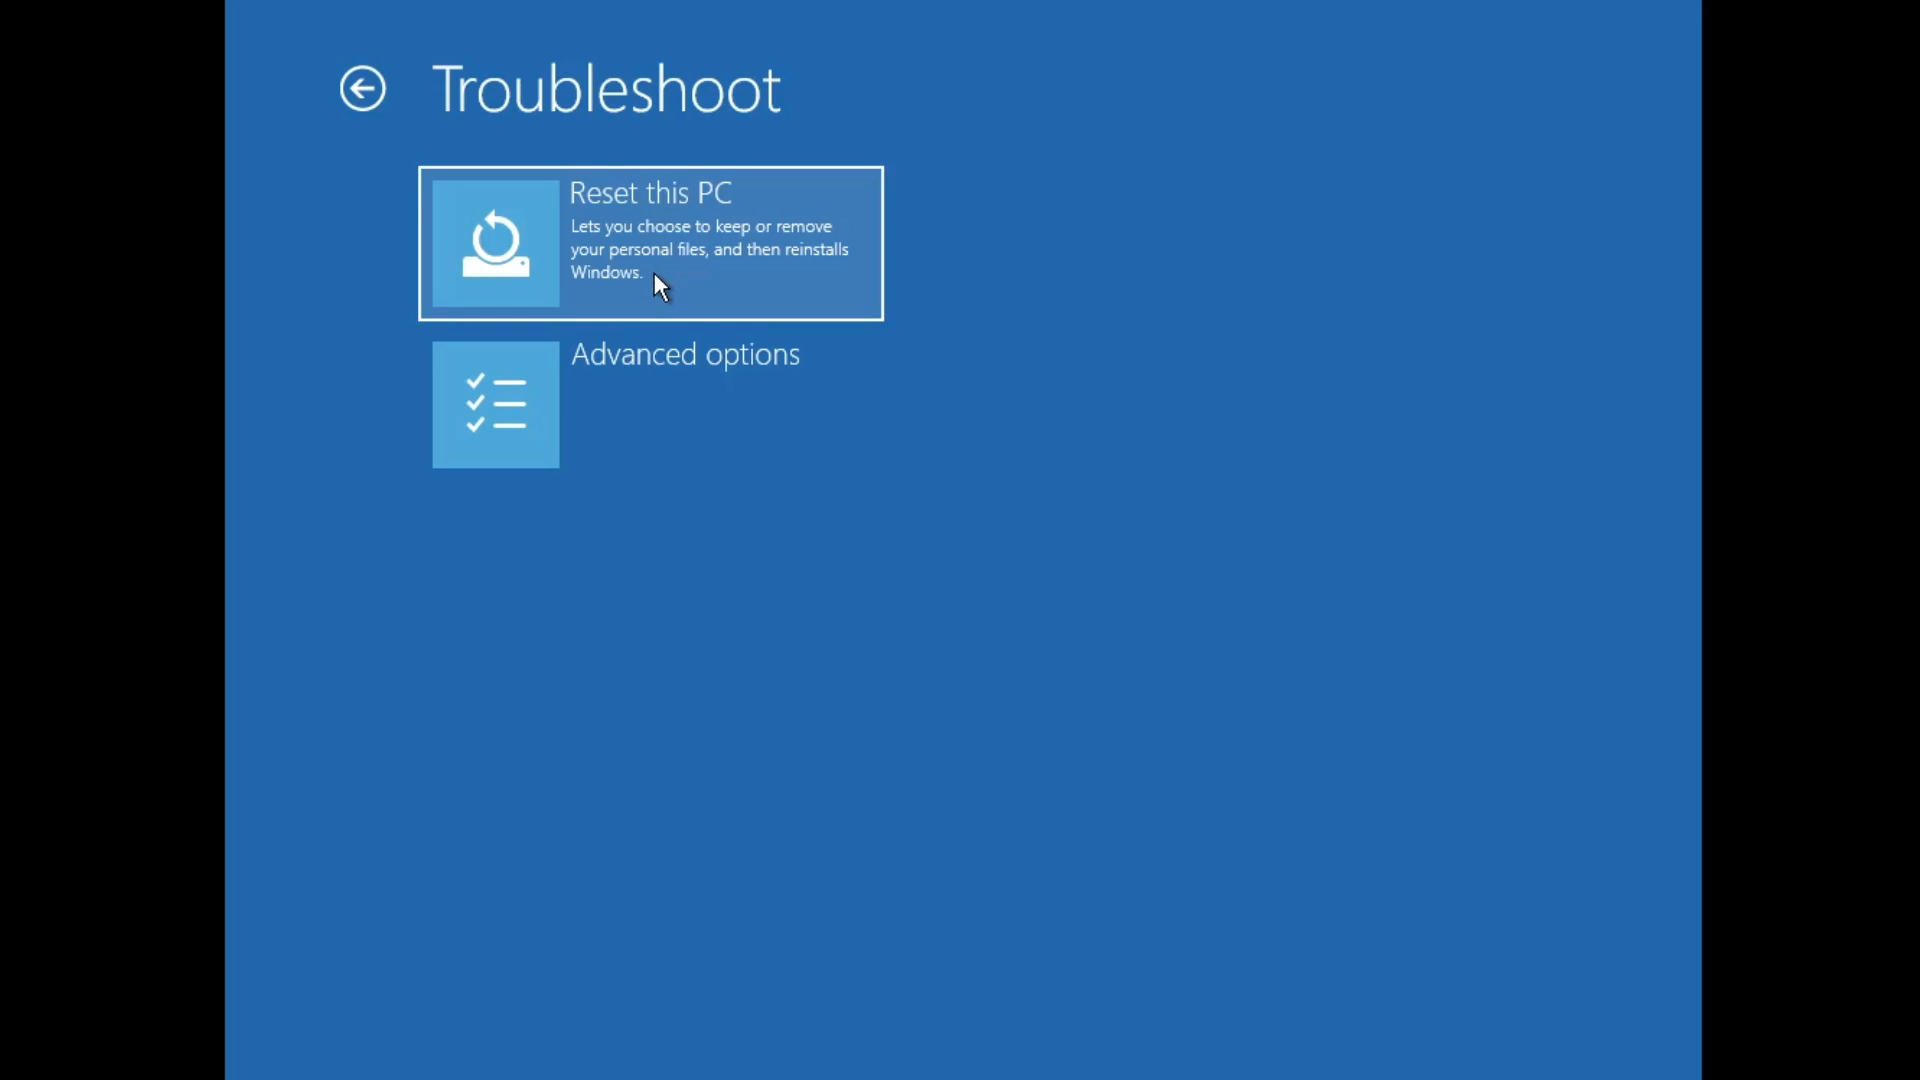 Troubleshoot
Reset this PC
Lets you choose to keep or remove
your personal files, and then reinstalls
Windows.
Advanced options